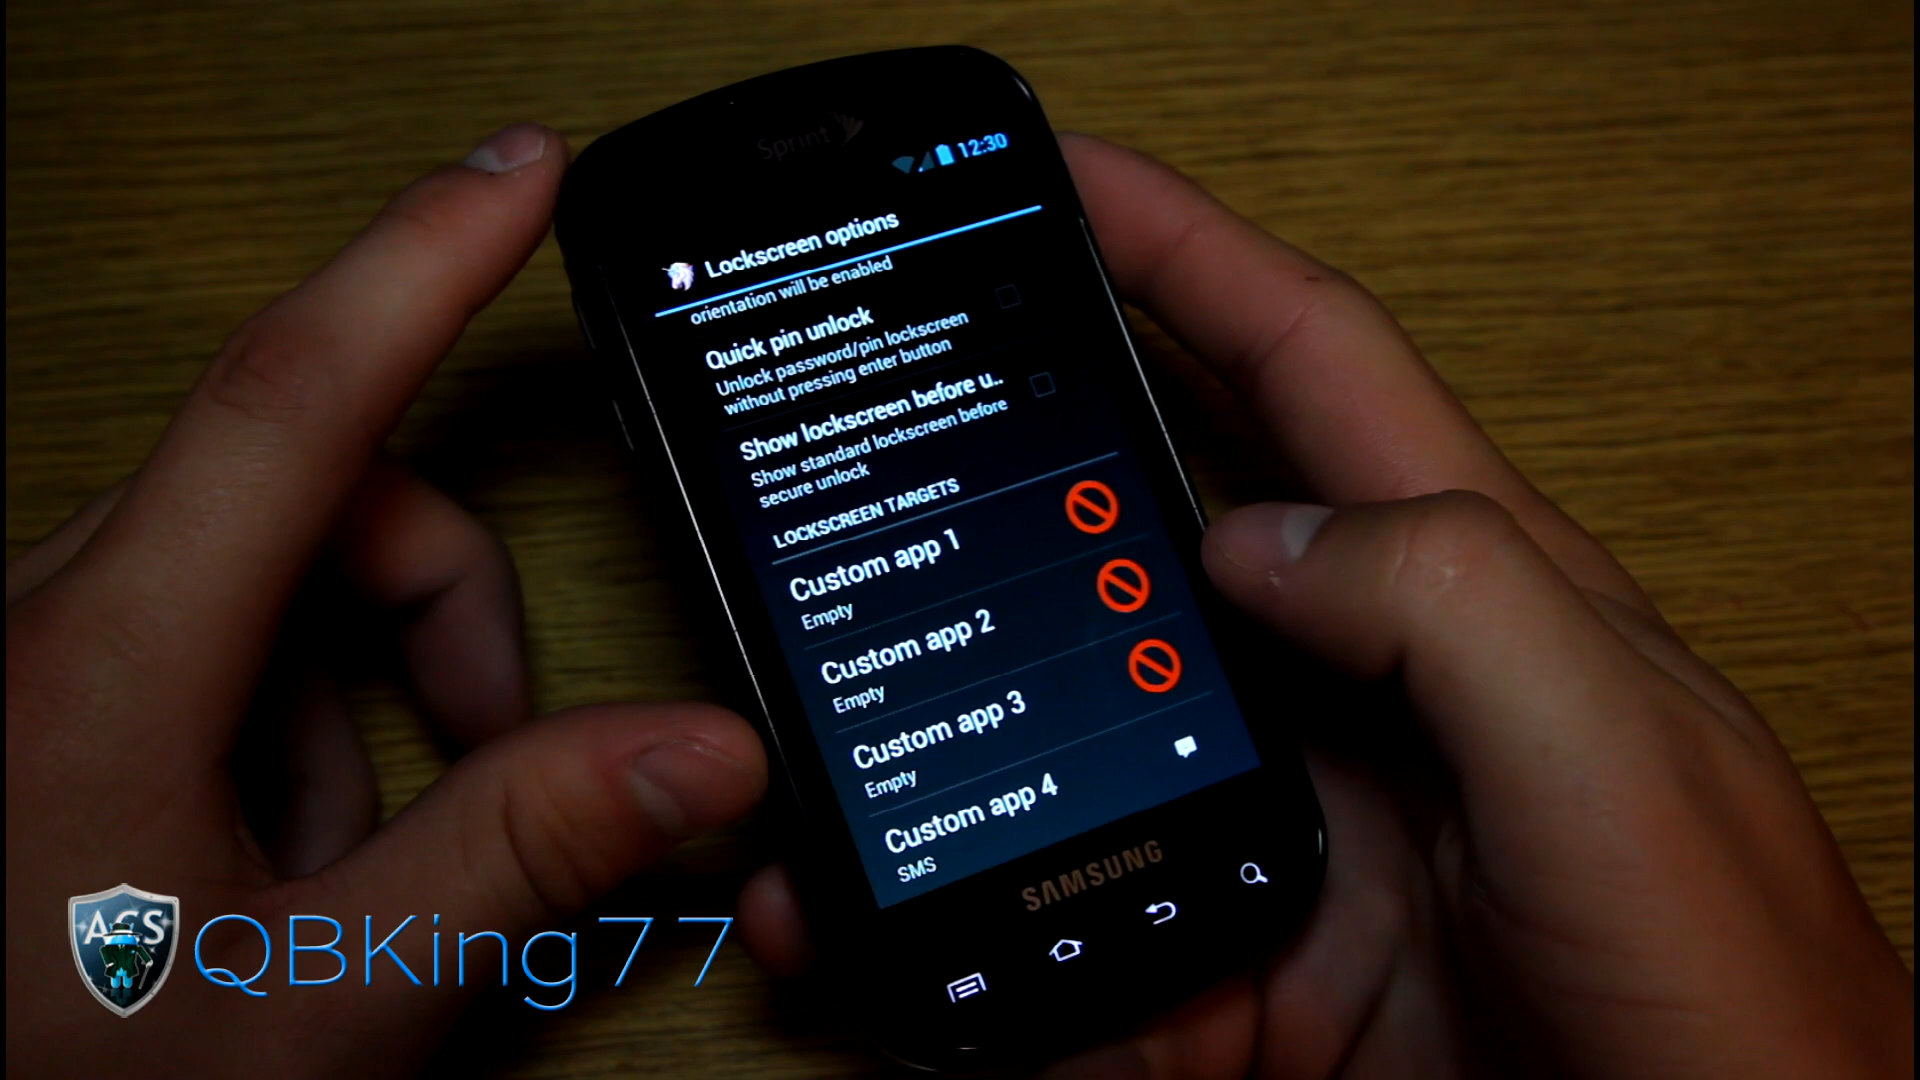 Sprint
12:30
Lockscreen options
orientation will be enabled
Quick pin unlock
Unlock password/pin lockscreen
without pressing enter button
Show lockscreen before u..
Show standard lockscreen before
secure unlock
LOCKSCREEN TARGETS
Custom app 1
Empty
Custom app 2
Empty
Custom app 3
Empty
Custom app 4
SMS
SAMSUNG
ACS
QBKing77